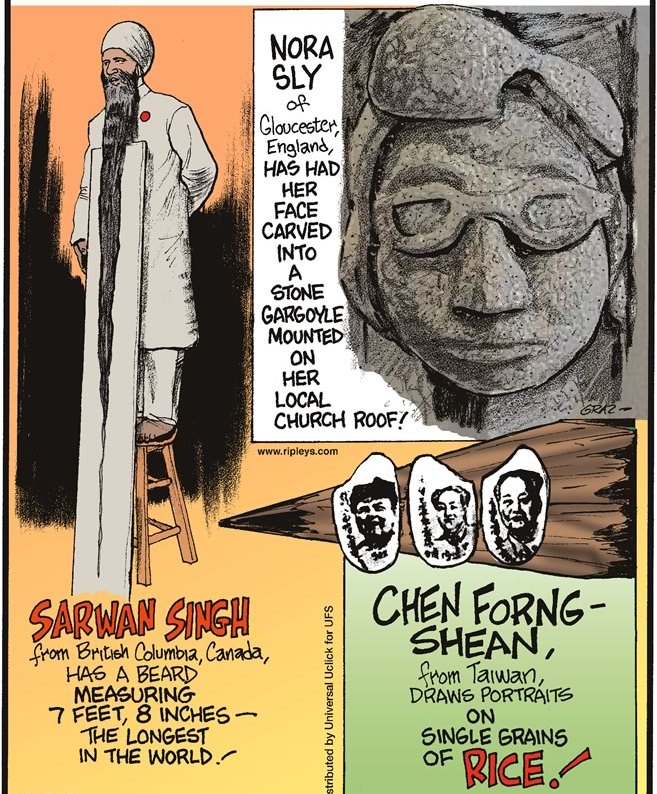 NORA
SLY
of
Gloucester,
England,
HAS HAD
HER
FACE
CARVED
INTO
A
STONE
GARGOYLE
MOUNTED
ON
HER
LOCAL
CHURCH ROOF!
GRAZ-
www.ripleys.com
SARWAN SINGH
from British Columbia, Canada,
HAS A BEARD
MEASURING
7 FEET, 8 INCHES —
THE LONGEST
IN THE WORLD!
stributed by Universal Uclick for UFS
CHEN FORNG-
SHEAN,
from Taiwan,
DRAWS PORTRAITS
ON
SINGLE GRAINS
OF RICE!